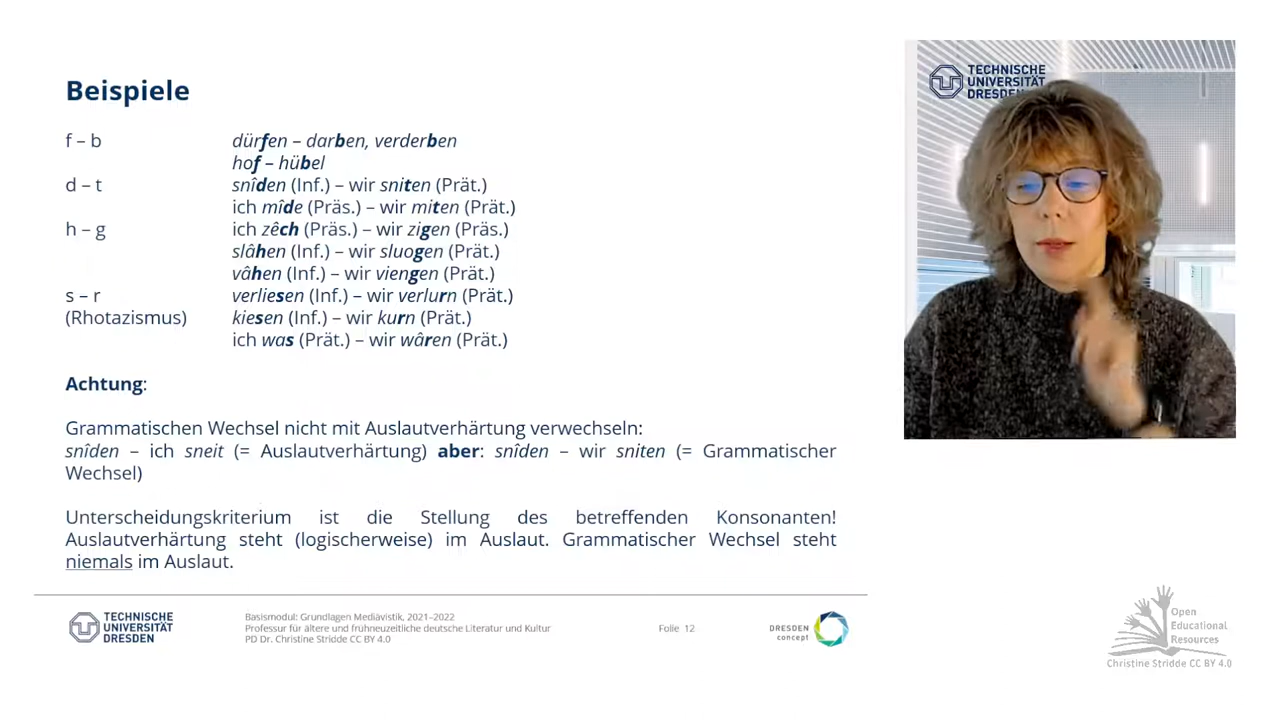 Beispiele
f – b dürfen – darben, verderben
hof – hübel
d – t snîden (Inf.) – wir sniten (Prät.)
ich mîde (Präs.) – wir miten (Prät.)
h – g ich zêch (Präs.) – wir zigen (Präs.)
slâhen (Inf.) – wir sluogen (Prät.)
vâhen (Inf.) – wir viengen (Prät.)
s – r verliesen (Inf.) – wir verlurn (Prät.)
(Rhotazismus) kiesen (Inf.) – wir kurn (Prät.)
ich was (Prät.) – wir wâren (Prät.)
Achtung:
Grammatischen Wechsel nicht mit Auslautverhärtung verwechseln:
snîden – ich sneit (= Auslautverhärtung) aber: snîden – wir sniten (= Grammatischer
Wechsel)
Unterscheidungskriterium ist die Stellung des betreffenden Konsonanten!
Auslautverhärtung steht (logischerweise) im Auslaut. Grammatischer Wechsel steht
niemals im Auslaut.
TECHNISCHE
UNIVERSITÄT
DRESDEN
Basismodul: Grundlagen Mediävistik, 2021–2022
Professur für ältere und frühneuzeitliche deutsche Literatur und Kultur
PD Dr. Christine Stridde CC BY 4.0
Folie 12
DRESDEN
concept
TECHNISCHE
UNIVERSITÄT
DRESDEN
Open
Educational
Resources
Christine Stridde CC BY 4.0